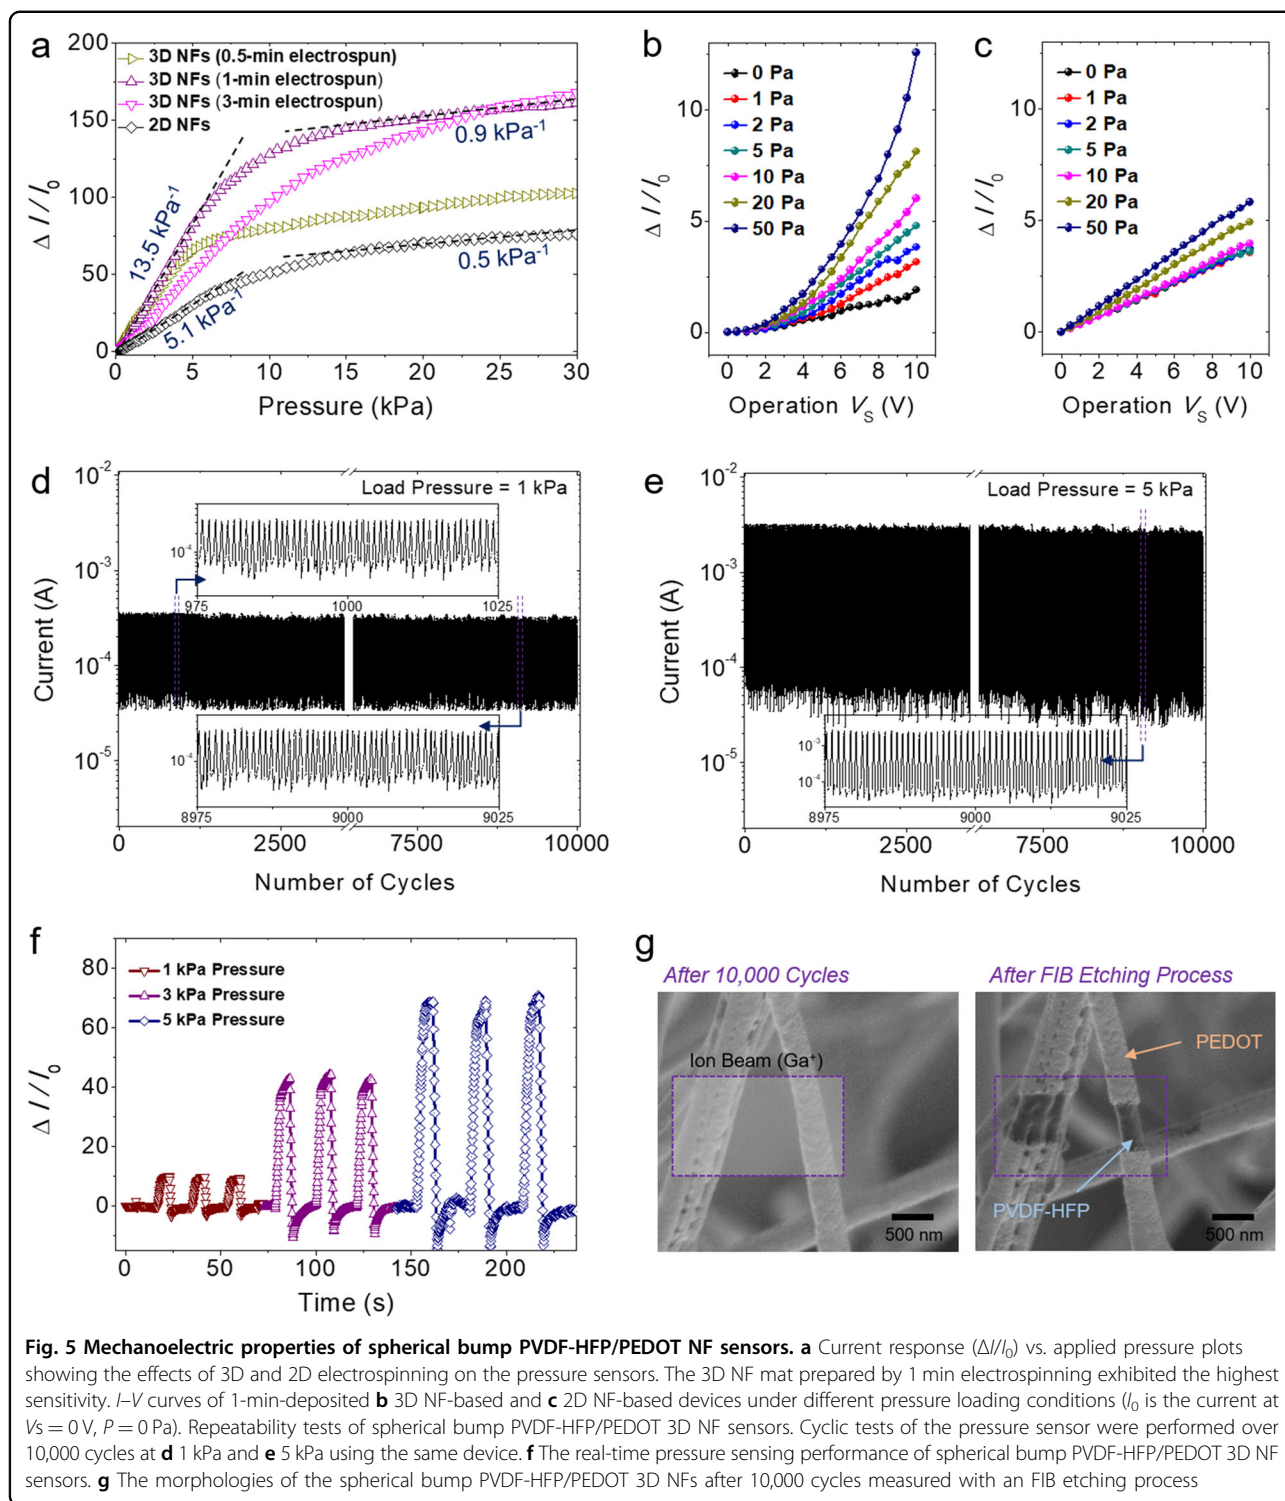 a
200
150
100
50
0
Δ I / I0
3D NFs (0.5-min electrospun)
3D NFs (1-min electrospun)
3D NFs (3-min electrospun)
2D NFs
13.5 kPa-1
0.9 kPa-1
5.1 kPa-1
0.5 kPa-1
0 5 10 15 20 25 30
Pressure (kPa)
b
10
5
0
Δ I / I0
0 Pa
1 Pa
2 Pa
5 Pa
10 Pa
20 Pa
50 Pa
0 2 4 6 8 10
Operation VS (V)
c
10
5
0
Δ I / I0
0 Pa
1 Pa
2 Pa
5 Pa
10 Pa
20 Pa
50 Pa
0 2 4 6 8 10
Operation VS (V)
d
10-2
10-3
10-4
10-5
Current (A)
Load Pressure = 1 kPa
10-4
975 1000 1025
10-4
8975 9000 9025
0 2500 7500 10000
Number of Cycles
e
10-2
10-3
10-4
10-5
Current (A)
Load Pressure = 5 kPa
10-3
10-4
8975 9000 9025
0 2500 7500 10000
Number of Cycles
f
80
60
40
20
0
Δ I / I0
1 kPa Pressure
3 kPa Pressure
5 kPa Pressure
0 50 100 150 200
Time (s)
g
After 10,000 Cycles
Ion Beam (Ga+)
500 nm
After FIB Etching Process
PEDOT
PVDF-HFP
500 nm
Fig. 5 Mechanoelectric properties of spherical bump PVDF-HFP/PEDOT NF sensors. a Current response (ΔI/I0) vs. applied pressure plots
showing the effects of 3D and 2D electrospinning on the pressure sensors. The 3D NF mat prepared by 1 min electrospinning exhibited the highest
sensitivity. I–V curves of 1-min-deposited b 3D NF-based and c 2D NF-based devices under different pressure loading conditions (I0 is the current at
Vs = 0 V, P = 0 Pa). Repeatability tests of spherical bump PVDF-HFP/PEDOT 3D NF sensors. Cyclic tests of the pressure sensor were performed over
10,000 cycles at d 1 kPa and e 5 kPa using the same device. f The real-time pressure sensing performance of spherical bump PVDF-HFP/PEDOT 3D NF
sensors. g The morphologies of the spherical bump PVDF-HFP/PEDOT 3D NFs after 10,000 cycles measured with an FIB etching process